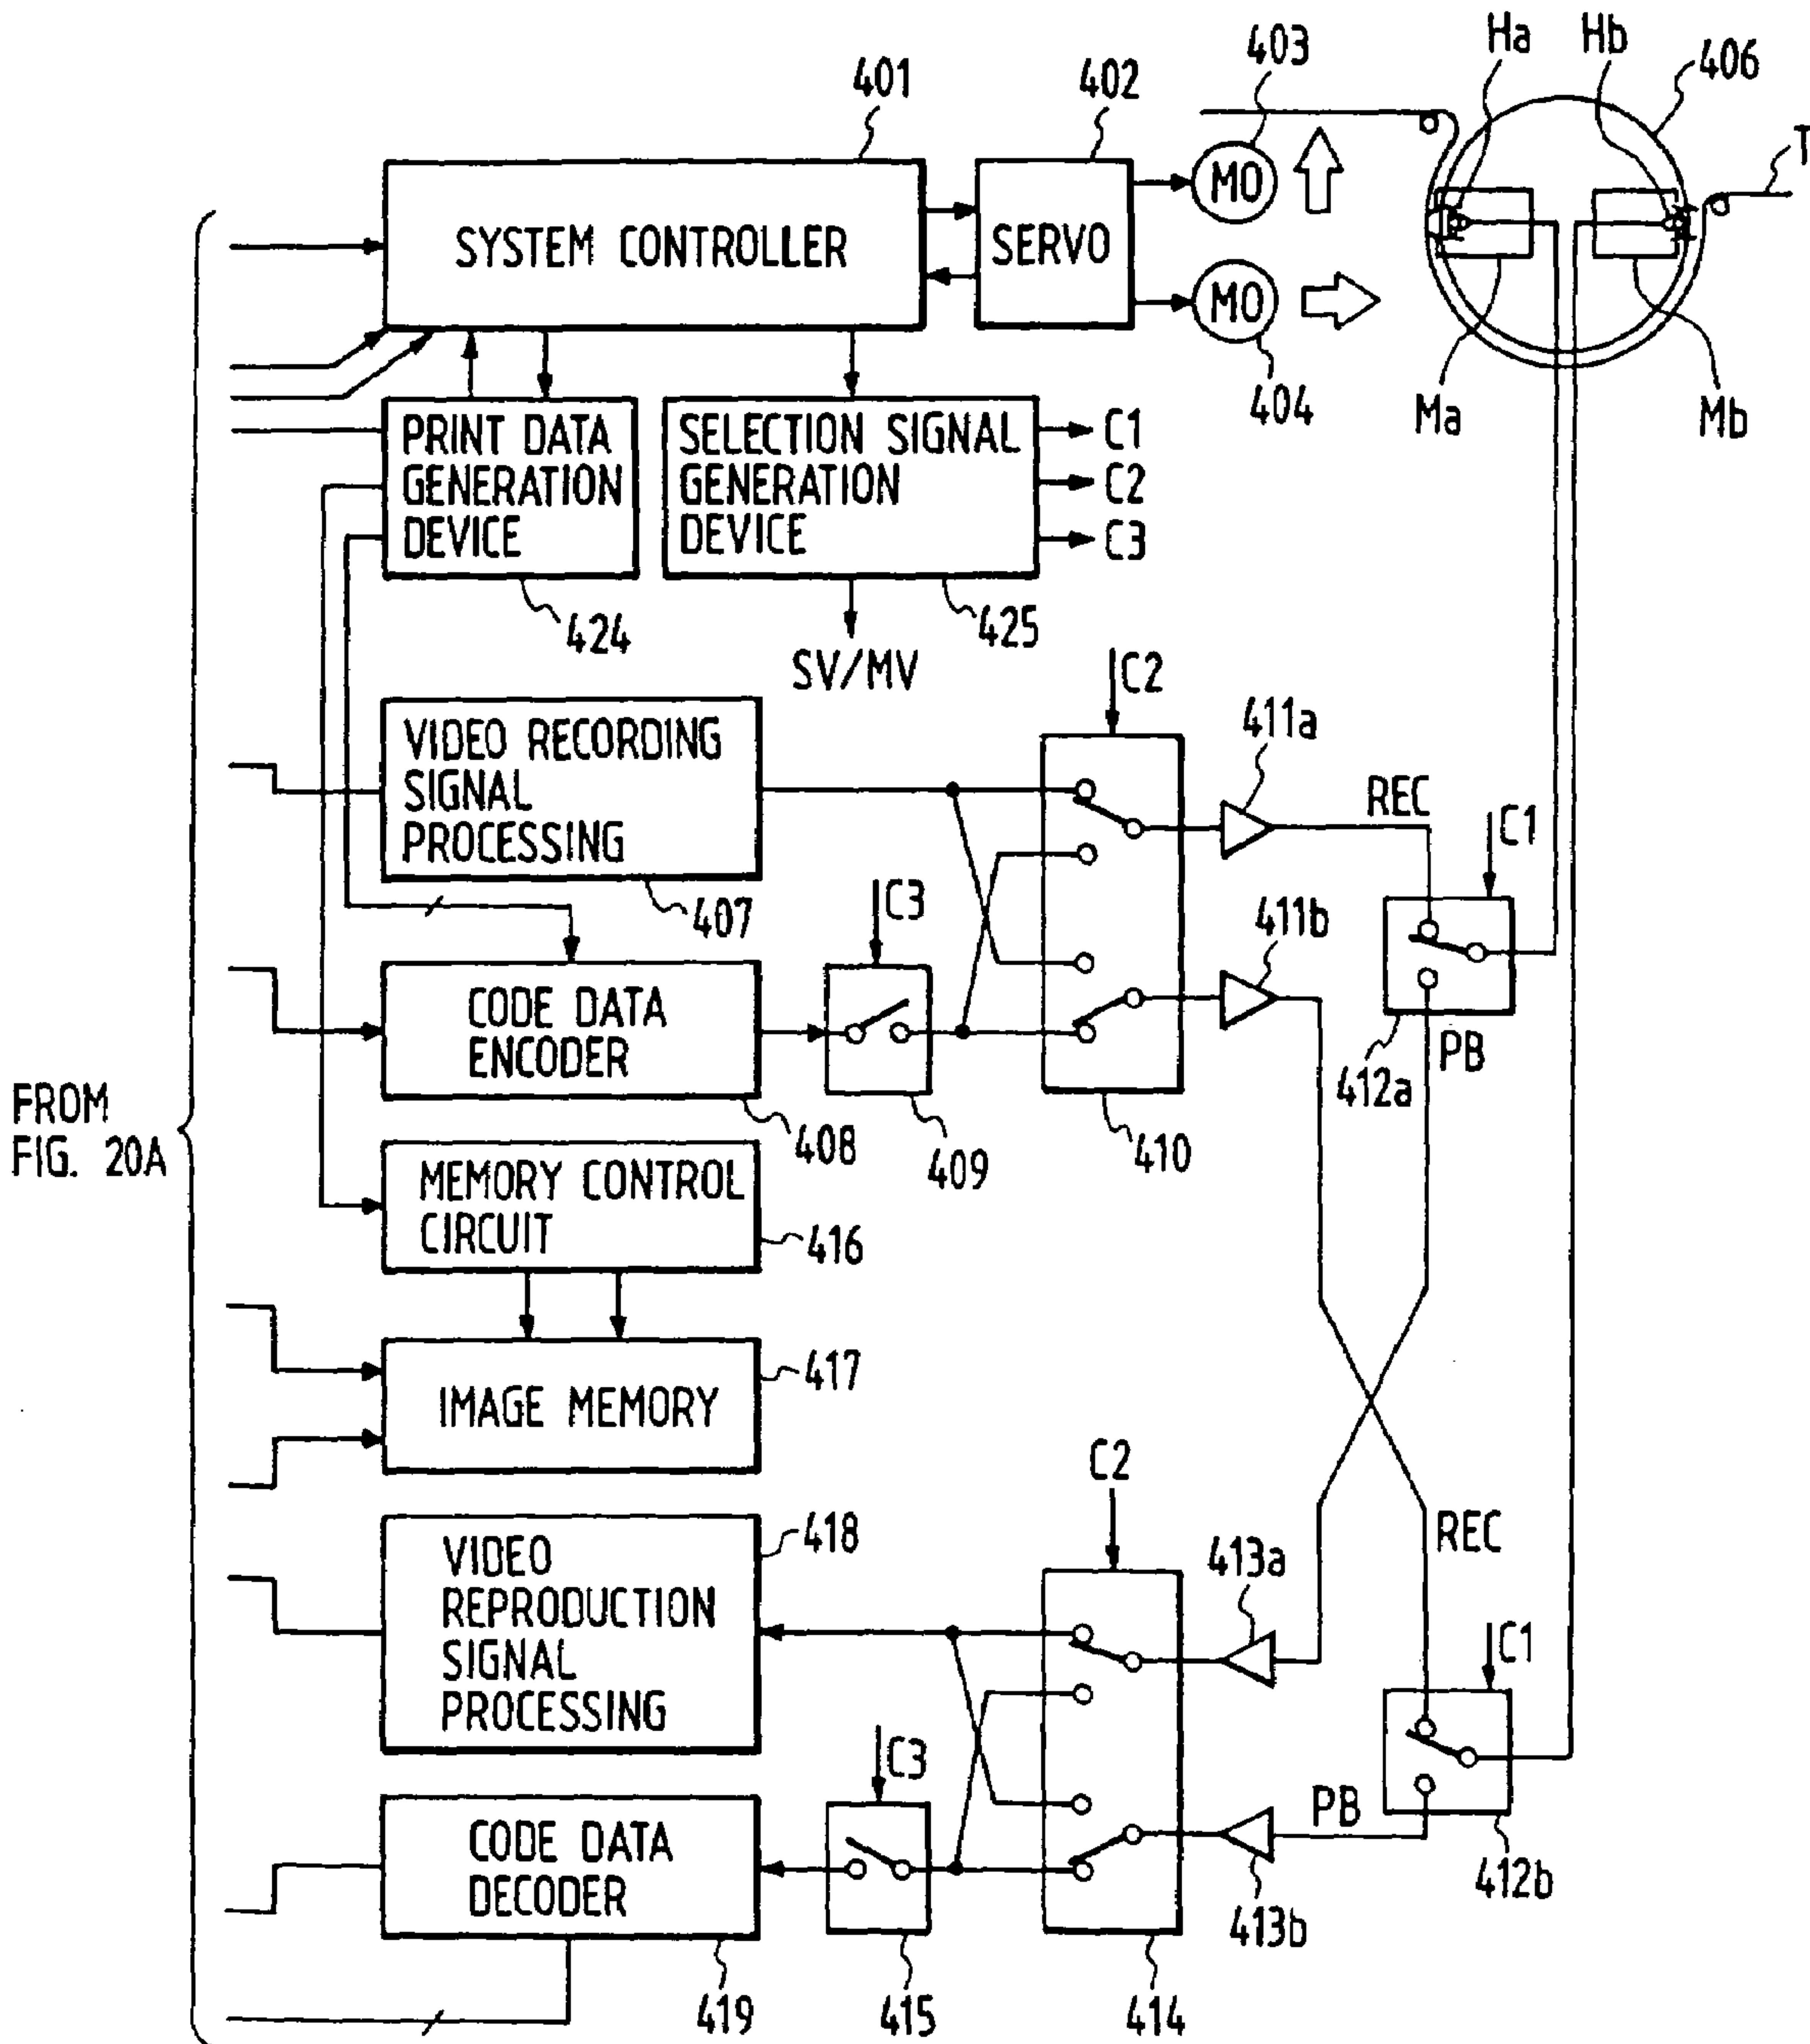 Ha
Hb
403
406
401
402
T
MO
SYSTEM CONTROLLER
SERVO
MO
404
Ma
Mb
PRINT DATA
GENERATION
DEVICE
SELECTION SIGNAL
GENERATION
DEVICE
C1
C2
C3
424
425
SV/MV
C2
411a
VIDEO RECORDING
SIGNAL
PROCESSING
REC
C1
407
C3
411b
CODE DATA
ENCODER
PB
412a
FROM
FIG. 20A
408
409
410
MEMORY CONTROL
CIRCUIT
416
417
IMAGE MEMORY
C2
418
REC
VIDEO
REPRODUCTION
SIGNAL
PROCESSING
413a
C1
C3
PB
CODE DATA
DECODER
412b
413b
419
415
414